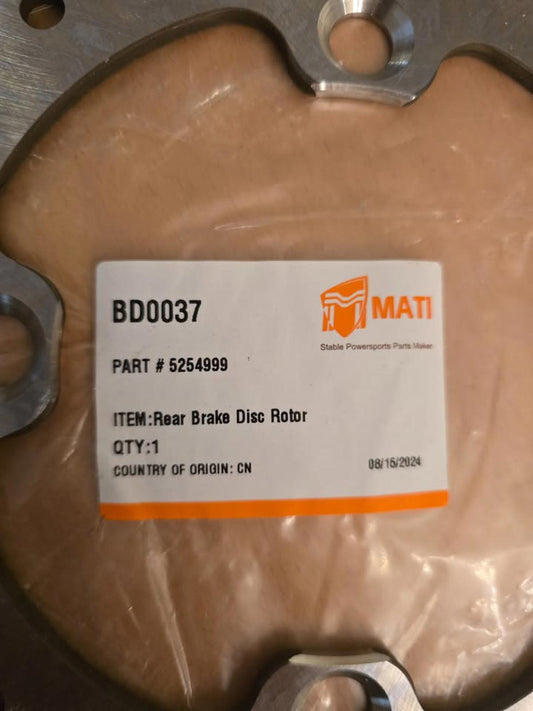 BD0037
MATI
Stable Powersports Parts Maker
PART # 5254999
ITEM:Rear Brake Disc Rotor
QTY:1
COUNTRY OF ORIGIN: CN
08/15/2024